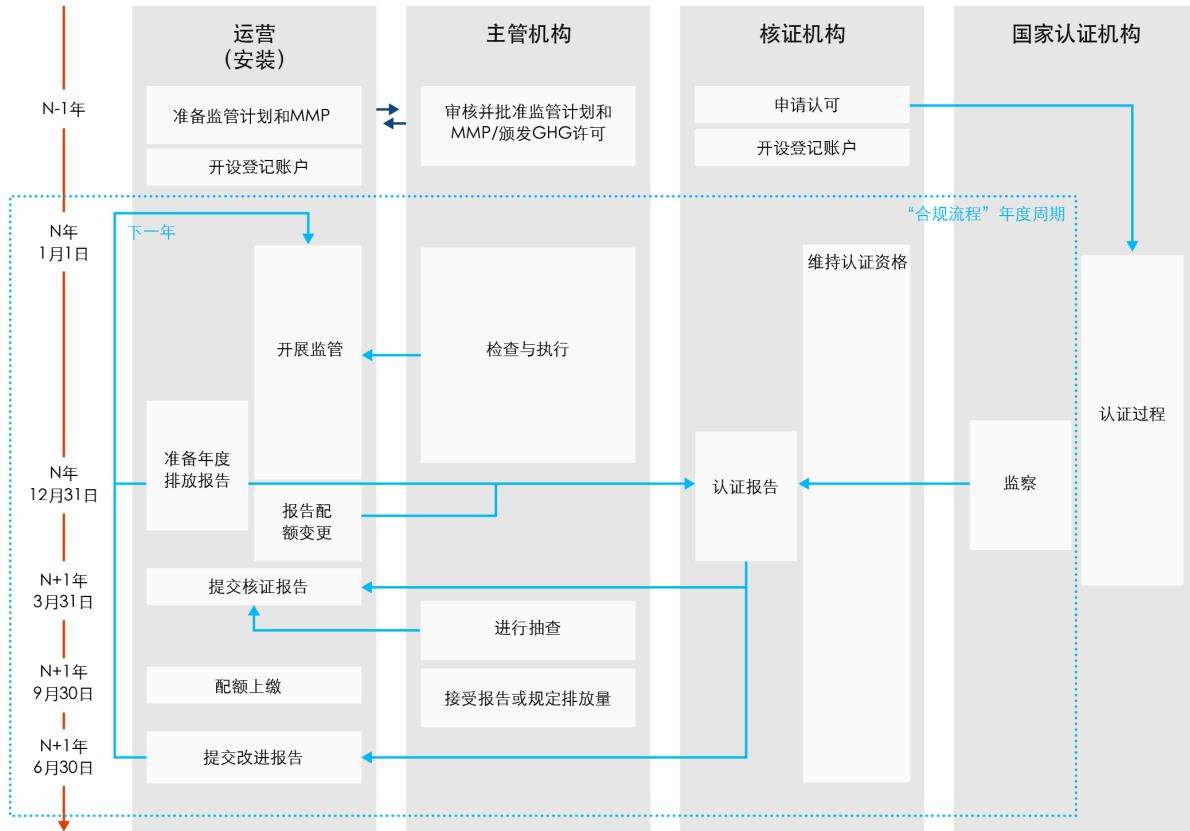 运营
(安装)
主管机构
核证机构
国家认证机构
N-1年
准备监管计划和MMP
开设登记账户
审核并批准监管计划和
MMP/颁发GHG许可
申请认可
开设登记账户
“合规流程”年度周期
N年
1月1日
下一年
开展监管
检查与执行
维持认证资格
认证过程
N年
12月31日
准备年度
排放报告
报告配
额变更
认证报告
监察
N+1年
3月31日
提交核证报告
进行抽查
N+1年
9月30日
配额上缴
接受报告或规定排放量
N+1年
6月30日
提交改进报告